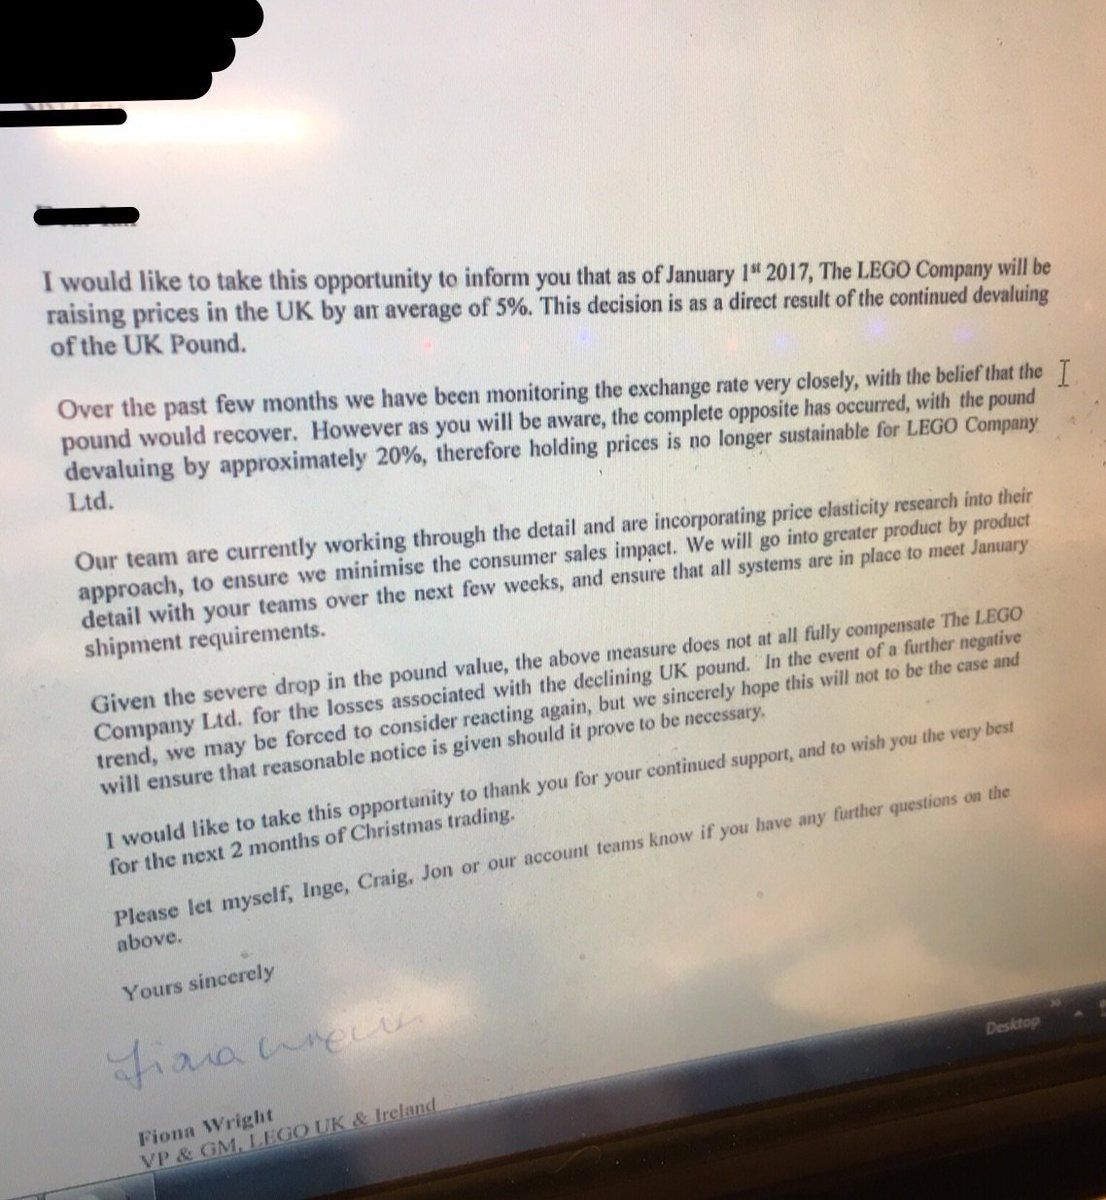 I would like to take this opportunity to inform you that as of January 1st 2017, The LEGO Company will be
raising prices in the UK by an average of 5%. This decision is as a direct result of the continued devaluing
of the UK Pound.
Over the past few months we have been monitoring the exchange rate very closely, with the belief that the
pound would recover. However as you will be aware, the complete opposite has occurred, with the pound
devaluing by approximately 20%, therefore holding prices is no longer sustainable for LEGO Company
Ltd.
Our team are currently working through the detail and are incorporating price elasticity research into their
approach, to ensure we minimise the consumer sales impact. We will go into greater product by product
detail with your teams over the next few weeks, and ensure that all systems are in place to meet January
shipment requirements.
Given the severe drop in the pound value, the above measure does not at all fully compensate The LEGO
Company Ltd. for the losses associated with the declining UK pound. In the event of a further negative
trend, we may be forced to consider reacting again, but we sincerely hope this will not to be the case and
will ensure that reasonable notice is given should it prove to be necessary.
I would like to take this opportunity to thank you for your continued support, and to wish you the very best
for the next 2 months of Christmas trading.
Please let myself, Inge, Craig, Jon or our account teams know if you have any further questions on the
above.
Yours sincerely
Fiona Wright
Fiona Wright
VP & GM, LEGO UK & Ireland
Desktop